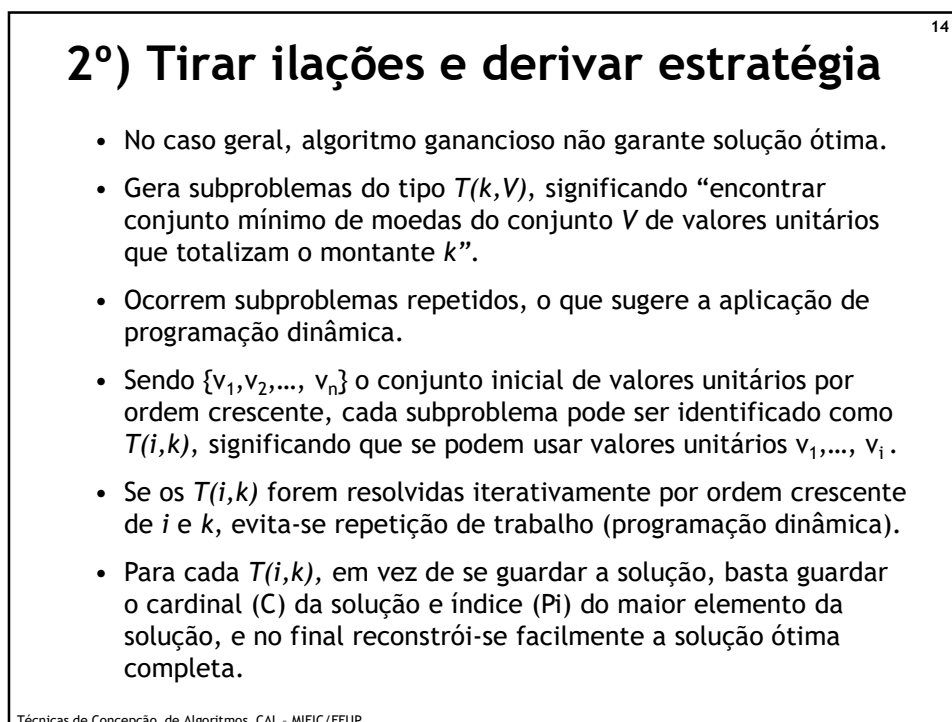 14
2º) Tirar ilações e derivar estratégia
• No caso geral, algoritmo ganancioso não garante solução ótima.
• Gera subproblemas do tipo T(k,V), significando “encontrar
conjunto mínimo de moedas do conjunto V de valores unitários
que totalizam o montante k”.
• Ocorrem subproblemas repetidos, o que sugere a aplicação de
programação dinâmica.
• Sendo {v₁,v₂,…, vₙ} o conjunto inicial de valores unitários por
ordem crescente, cada subproblema pode ser identificado como
T(i,k), significando que se podem usar valores unitários v₁,…, vᵢ .
• Se os T(i,k) forem resolvidas iterativamente por ordem crescente
de i e k, evita-se repetição de trabalho (programação dinâmica).
• Para cada T(i,k), em vez de se guardar a solução, basta guardar
o cardinal (C) da solução e índice (Pi) do maior elemento da
solução, e no final reconstrói-se facilmente a solução ótima
completa.
Técnicas de Concepção de Algoritmos, CAL - MIEIC/FEUP